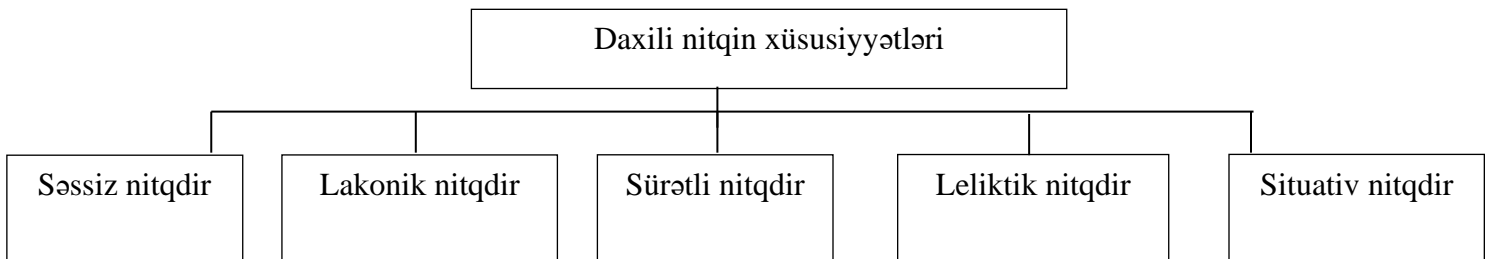 Daxili nitqin xüsusiyyətləri
Səssiz nitqdir
Lakonik nitqdir
Sürətli nitqdir
Leliktik nitqdir
Situativ nitqdir